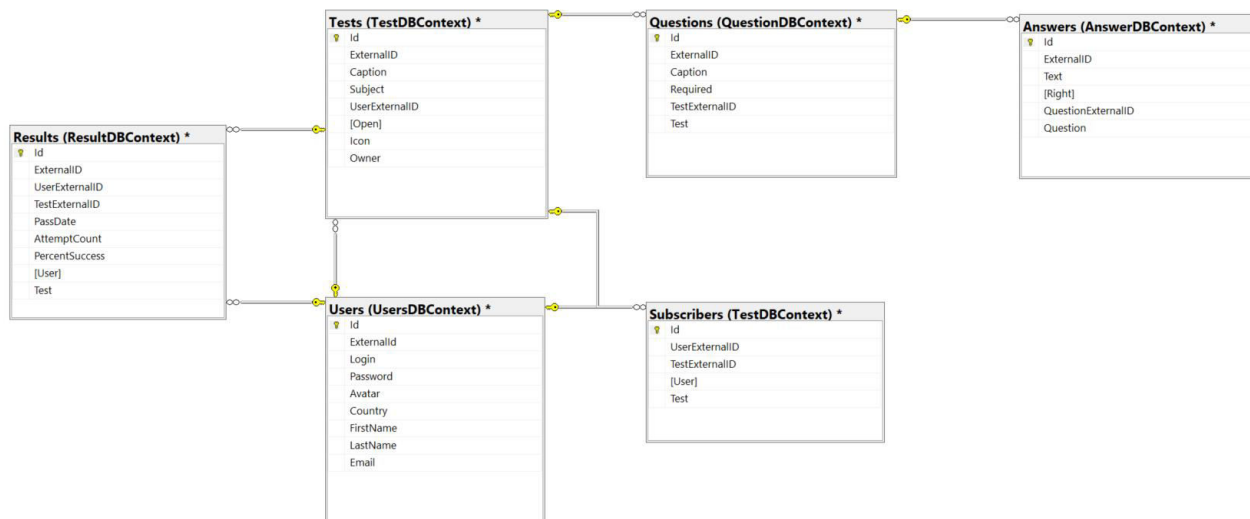 Tests (TestDBContext) *
Id
ExternalID
Caption
Subject
UserExternalID
[Open]
Icon
Owner
Questions (QuestionDBContext) *
Id
ExternalID
Caption
Required
TestExternalID
Test
Answers (AnswerDBContext) *
Id
ExternalID
Text
[Right]
QuestionExternalID
Question
Results (ResultDBContext) *
Id
ExternalID
UserExternalID
TestExternalID
PassDate
AttemptCount
PercentSuccess
[User]
Test
Users (UsersDBContext) *
Id
ExternalId
Login
Password
Avatar
Country
FirstName
LastName
Email
Subscribers (TestDBContext) *
Id
UserExternalID
TestExternalID
[User]
Test